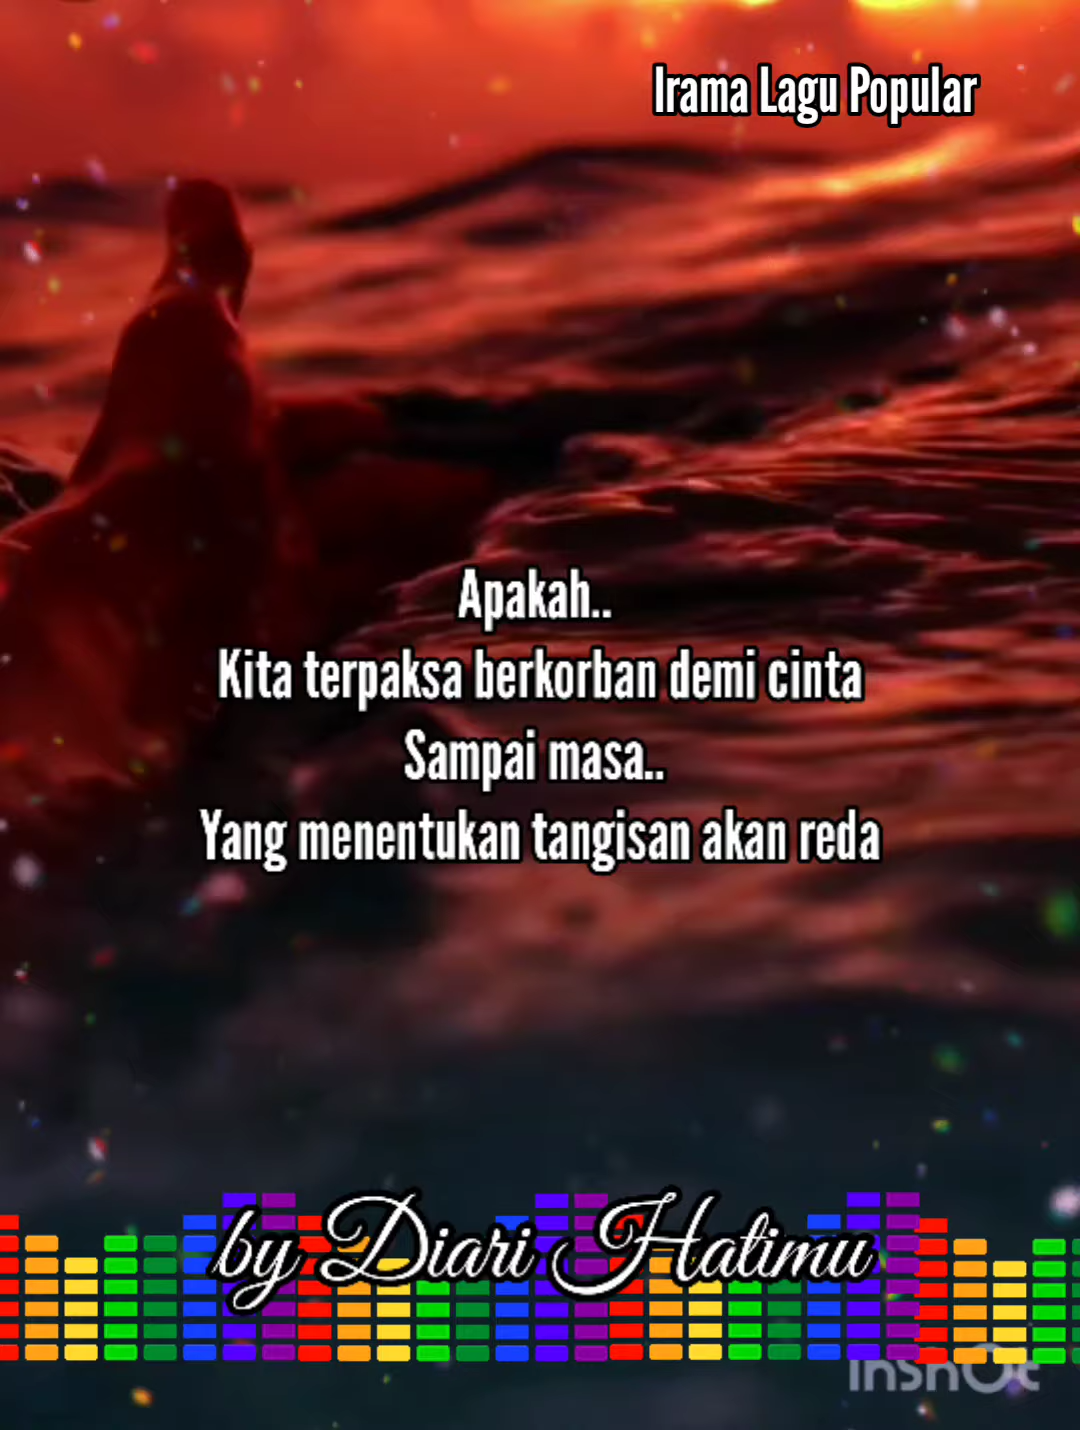 Irama Lagu Popular
Apakah..
Kita terpaksa berkorban demi cinta
Sampai masa..
Yang menentukan tangisan akan reda
by Diari Hatimu
InShOt